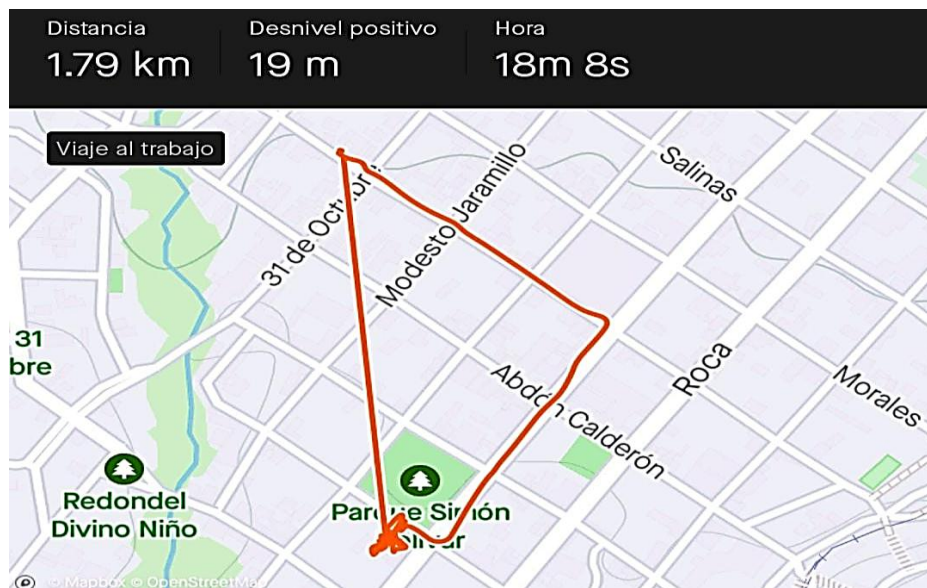 Distancia
Desnivel positivo
Hora
1.79 km
19 m
18m 8s
Viaje al trabajo
Salinas
Modesto Jaramillo
31 de Octubre
31
bre
Roca
Abdón Calderón
Morales
Redondel
Divino Niño
Parque Simón
Bolívar
© Mapbox © OpenStreetMap